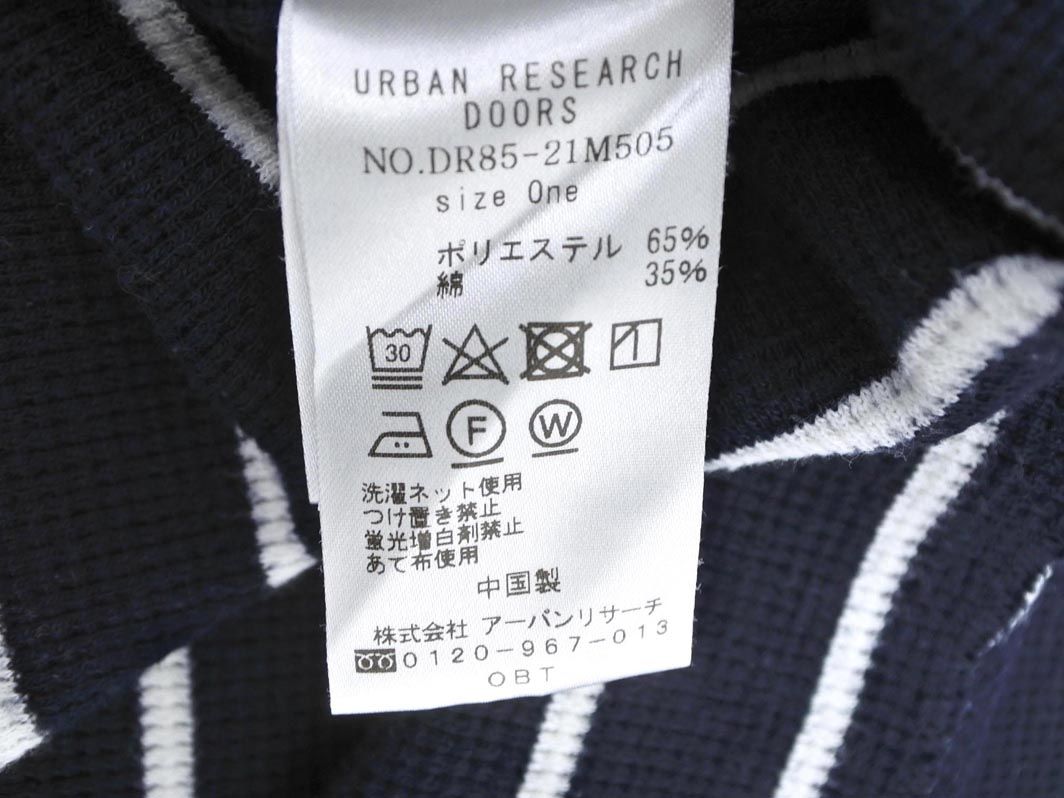 URBAN RESEARCH
DOORS
NO.DR85-21M505
size One
ポリエステル 65%
綿 35%
30
F W
洗濯ネット使用
つけ置き禁止
蛍光増白剤禁止
あて布使用
中国製
株式会社 アーバンリサーチ
0120-967-013
OBT